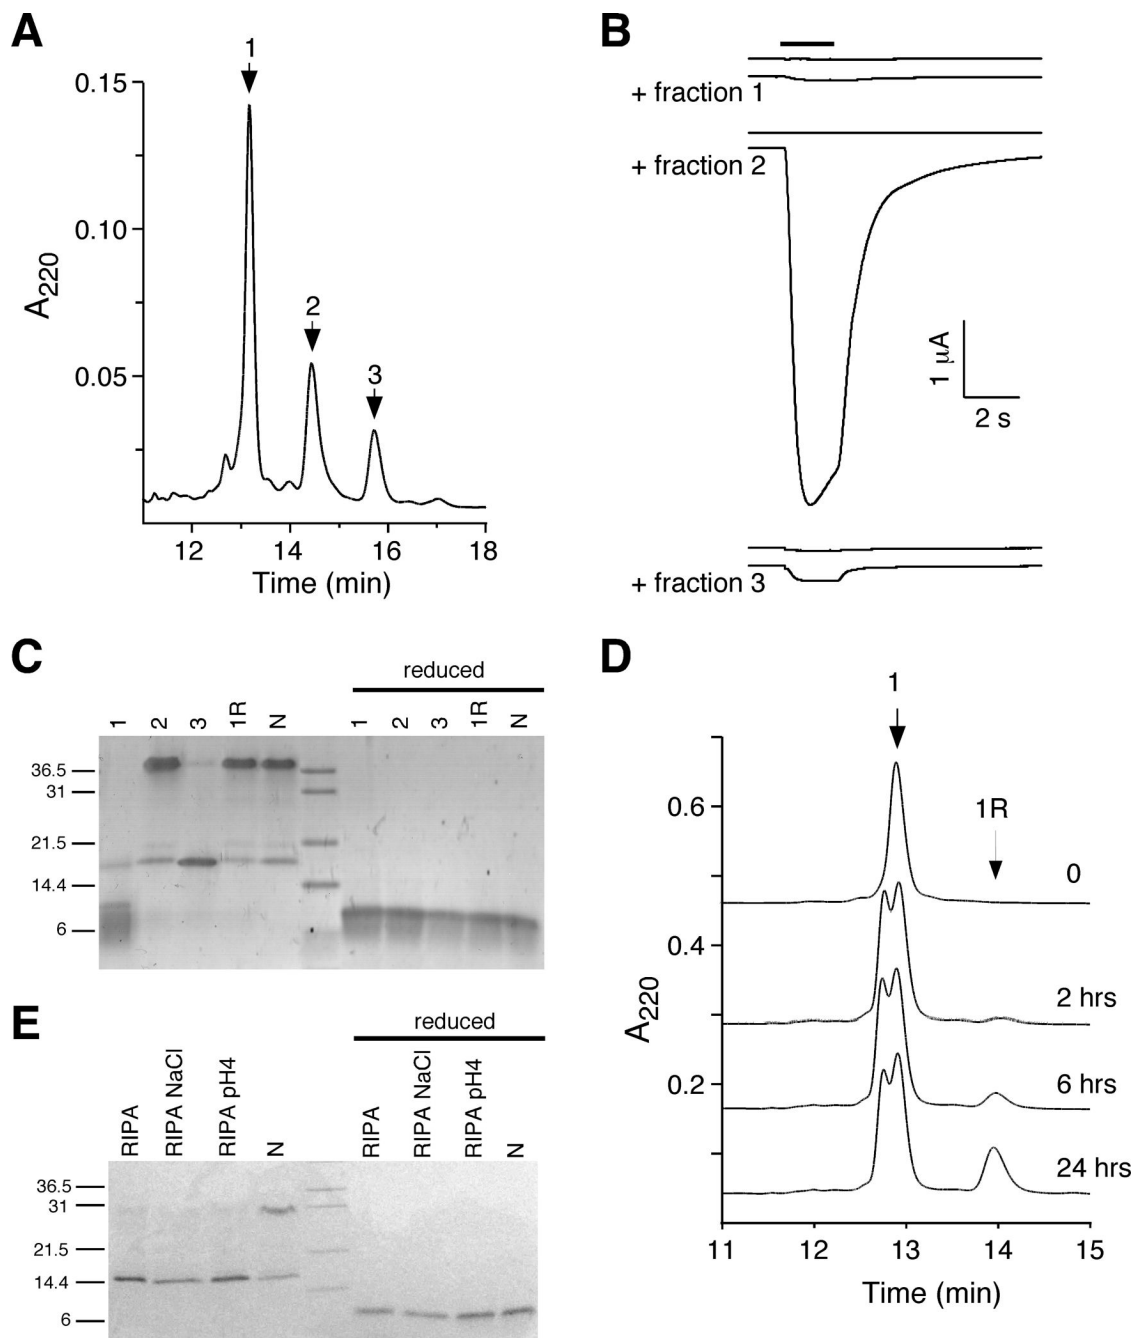 A
1
0.15
2
0.10
3
0.05
A220
12 14 16 18
Time (min)
B
+ fraction 1
+ fraction 2
1 µA
2 s
+ fraction 3
C
reduced
1 2 3 1R N 1 2 3 1R N
36.5
31
21.5
14.4
6
D
1
1R
0.6
0
0.4
2 hrs
A220
6 hrs
0.2
24 hrs
11 12 13 14 15
Time (min)
E
reduced
RIPA RIPA NaCl RIPA pH4 N RIPA RIPA NaCl RIPA pH4 N
36.5
31
21.5
14.4
6